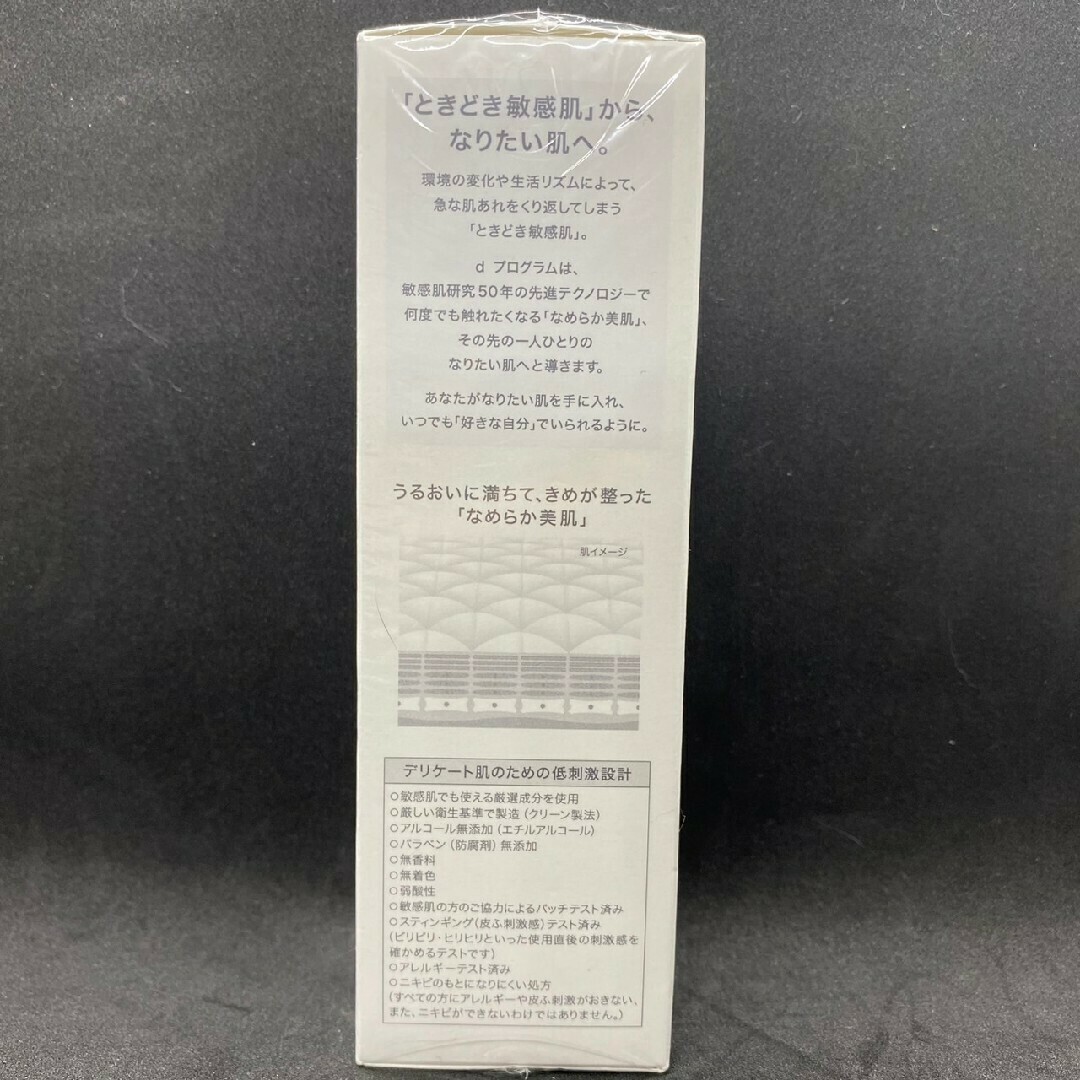 「ときどき敏感肌」から、
なりたい肌へ。
環境の変化や生活リズムによって、
急な肌あれをくり返してしまう
「ときどき敏感肌」。
d プログラムは、
敏感肌研究50年の先進テクノロジーで
何度でも触れたくなる「なめらか美肌」、
その先の一人ひとりの
なりたい肌へと導きます。
あなたがなりたい肌を手に入れ、
いつでも「好きな自分」でいられるように。
うるおいに満ちて、きめが整った
「なめらか美肌」
肌イメージ
デリケート肌のための低刺激設計
○敏感肌でも使える厳選成分を使用
○厳しい衛生基準で製造（クリーン製法）
○アルコール無添加（エチルアルコール）
○パラベン（防腐剤）無添加
○無香料
○無着色
○弱酸性
○敏感肌の方のご協力によるパッチテスト済み
○スティンギング（皮ふ刺激感）テスト済み
（ピリピリ・ヒリヒリといった使用直後の刺激感を
確かめるテストです）
○アレルギーテスト済み
○ニキビのもとになりにくい処方
（すべての方にアレルギーや皮ふ刺激がおきない、
また、ニキビができないわけではありません。）